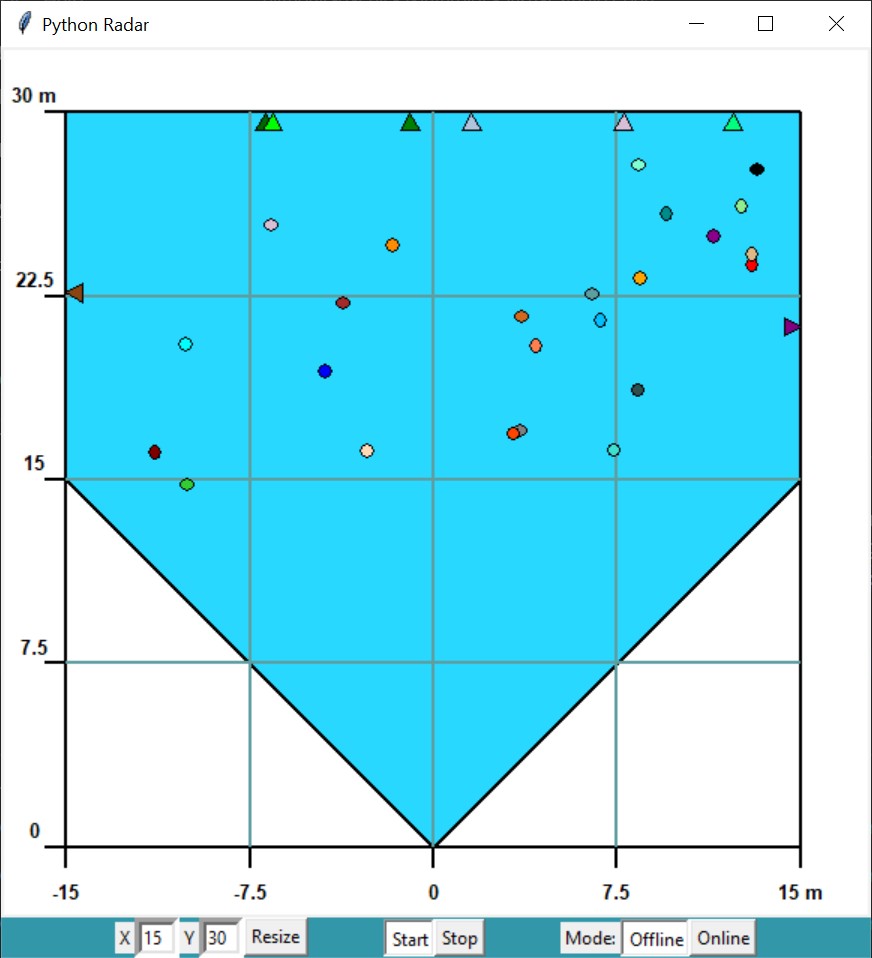 Python Radar
30 m
22.5
15
7.5
0
-15 -7.5 0 7.5 15 m
X 15 Y 30 Resize Start Stop Mode: Offline Online